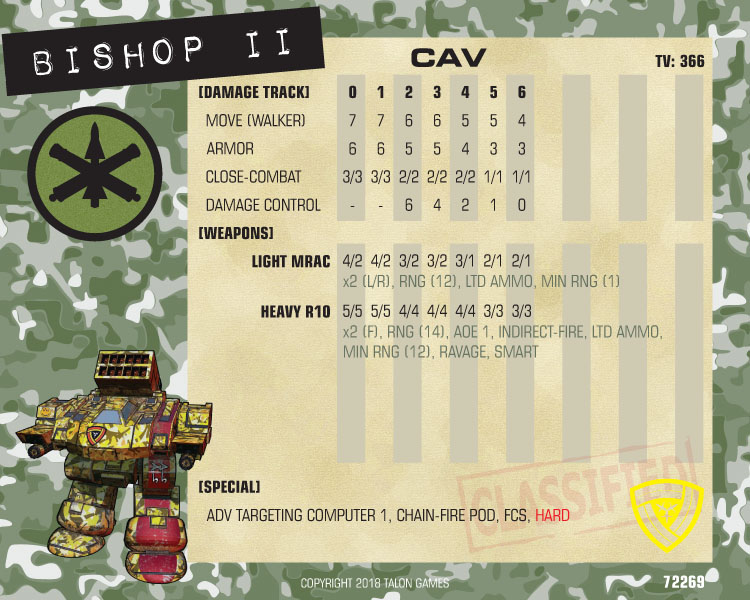 BISHOP II
CAV
TV: 366
[DAMAGE TRACK] 0 1 2 3 4 5 6
MOVE (WALKER) 7 7 6 6 5 5 4
ARMOR 6 6 5 5 4 3 3
CLOSE-COMBAT 3/3 3/3 2/2 2/2 2/2 1/1 1/1
DAMAGE CONTROL - - 6 4 2 1 0
[WEAPONS]
LIGHT MRAC 4/2 4/2 3/2 3/2 3/1 2/1 2/1
x2 (L/R), RNG (12), LTD AMMO, MIN RNG (1)
HEAVY R10 5/5 5/5 4/4 4/4 4/4 3/3 3/3
x2 (F), RNG (14), AOE 1, INDIRECT-FIRE, LTD AMMO,
MIN RNG (12), RAVAGE, SMART
[SPECIAL]
CLASSIFIED
ADV TARGETING COMPUTER 1, CHAIN-FIRE POD, FCS, HARD
COPYRIGHT 2018 TALON GAMES
72269